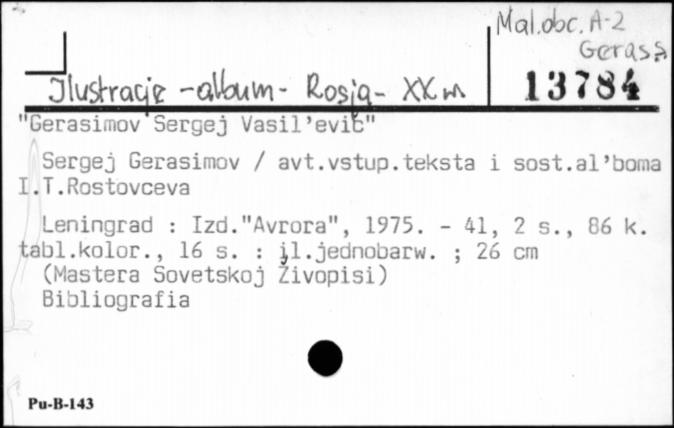 Mal.obc. A-2
Gerass
Ilustracje - album - Rosja - XX w
13784
"Gerasimov Sergej Vasil'evič"
Sergej Gerasimov / avt.vstup.teksta i sost.al'boma
I.T.Rostovceva
Leningrad : Izd."Avrora", 1975. - 41, 2 s., 86 k.
tabl.kolor., 16 s. : il.jednobarw. ; 26 cm
(Mastera Sovetskoj Živopisi)
Bibliografia
Pu-B-143